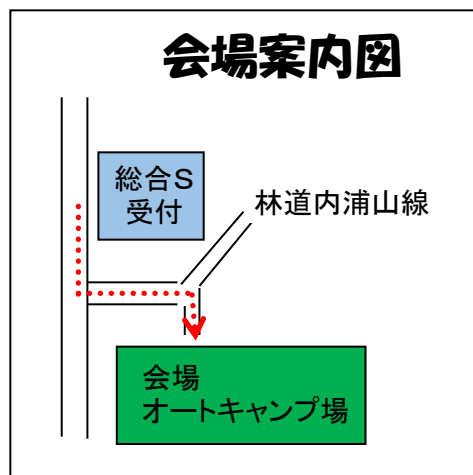 会場案内図
総合S
受付
林道内浦山線
会場
オートキャンプ場